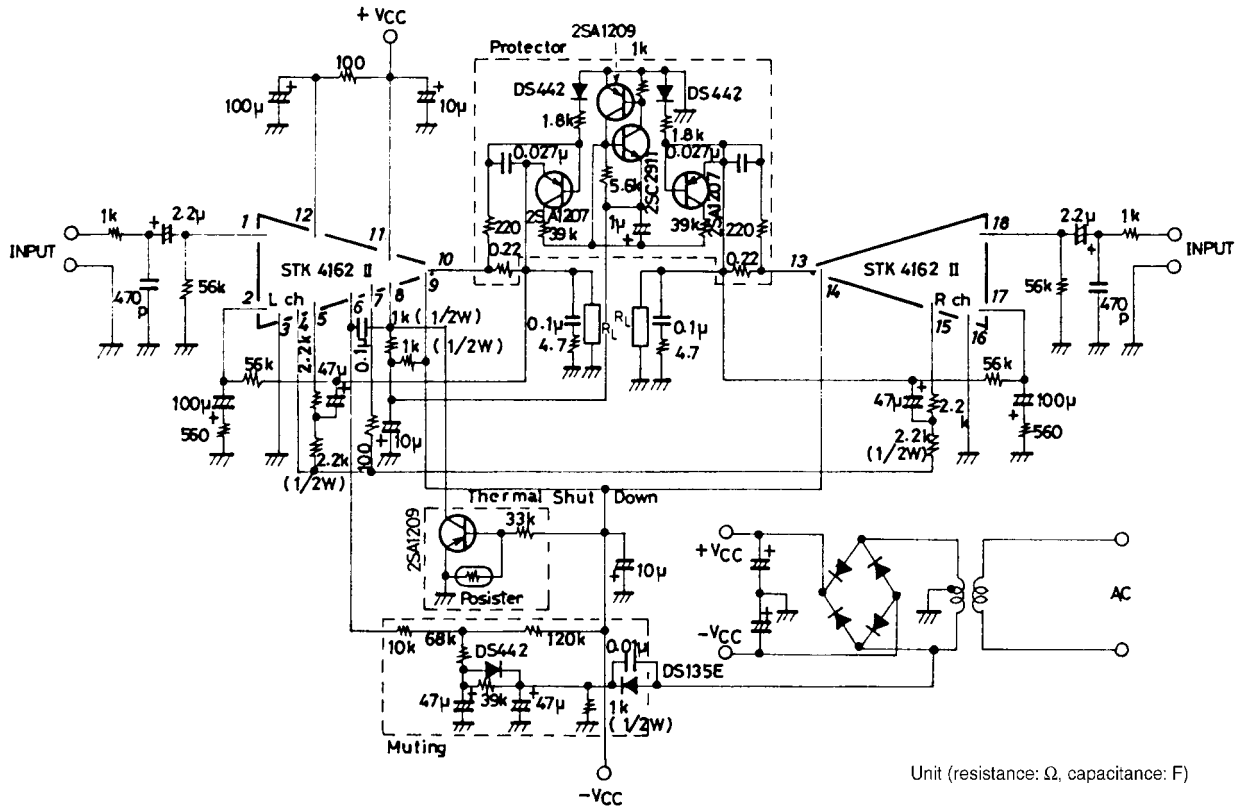 + VCC
100
100μ
+
+
10μ
Protector
2SA1209
1k
DS442
DS442
1.8k
1.8k
0.027μ
0.027μ
2SC2911
5.6k
2SA1207
39k
1μ
+
39k
220
220
0.22
0.22
INPUT
1k
2.2μ
+
470
p
56k
1
12
11
10
9
STK 4162 II
L ch
2
3
4
5
6
7
8
13
14
STK 4162 II
R ch
15
16
17
18
2.2μ
+
1k
INPUT
56k
470
p
1k (1/2W)
1k
(1/2W)
0.1μ
2.2k
47μ
+
0.1μ
4.7
RL
RL
0.1μ
4.7
56k
100μ
+
560
2.2k
(1/2W)
100
+
10μ
47μ
+
2.2
k
2.2k
(1/2W)
56k
100μ
+
560
Thermal Shut Down
2SA1209
33k
Posister
10μ
+
+VCC
+
+
-VCC
AC
10k
68k
120k
DS442
39k
47μ
+
+
47μ
0.01μ
DS135E
1k
(1/2W)
Muting
-VCC
Unit (resistance: Ω, capacitance: F)